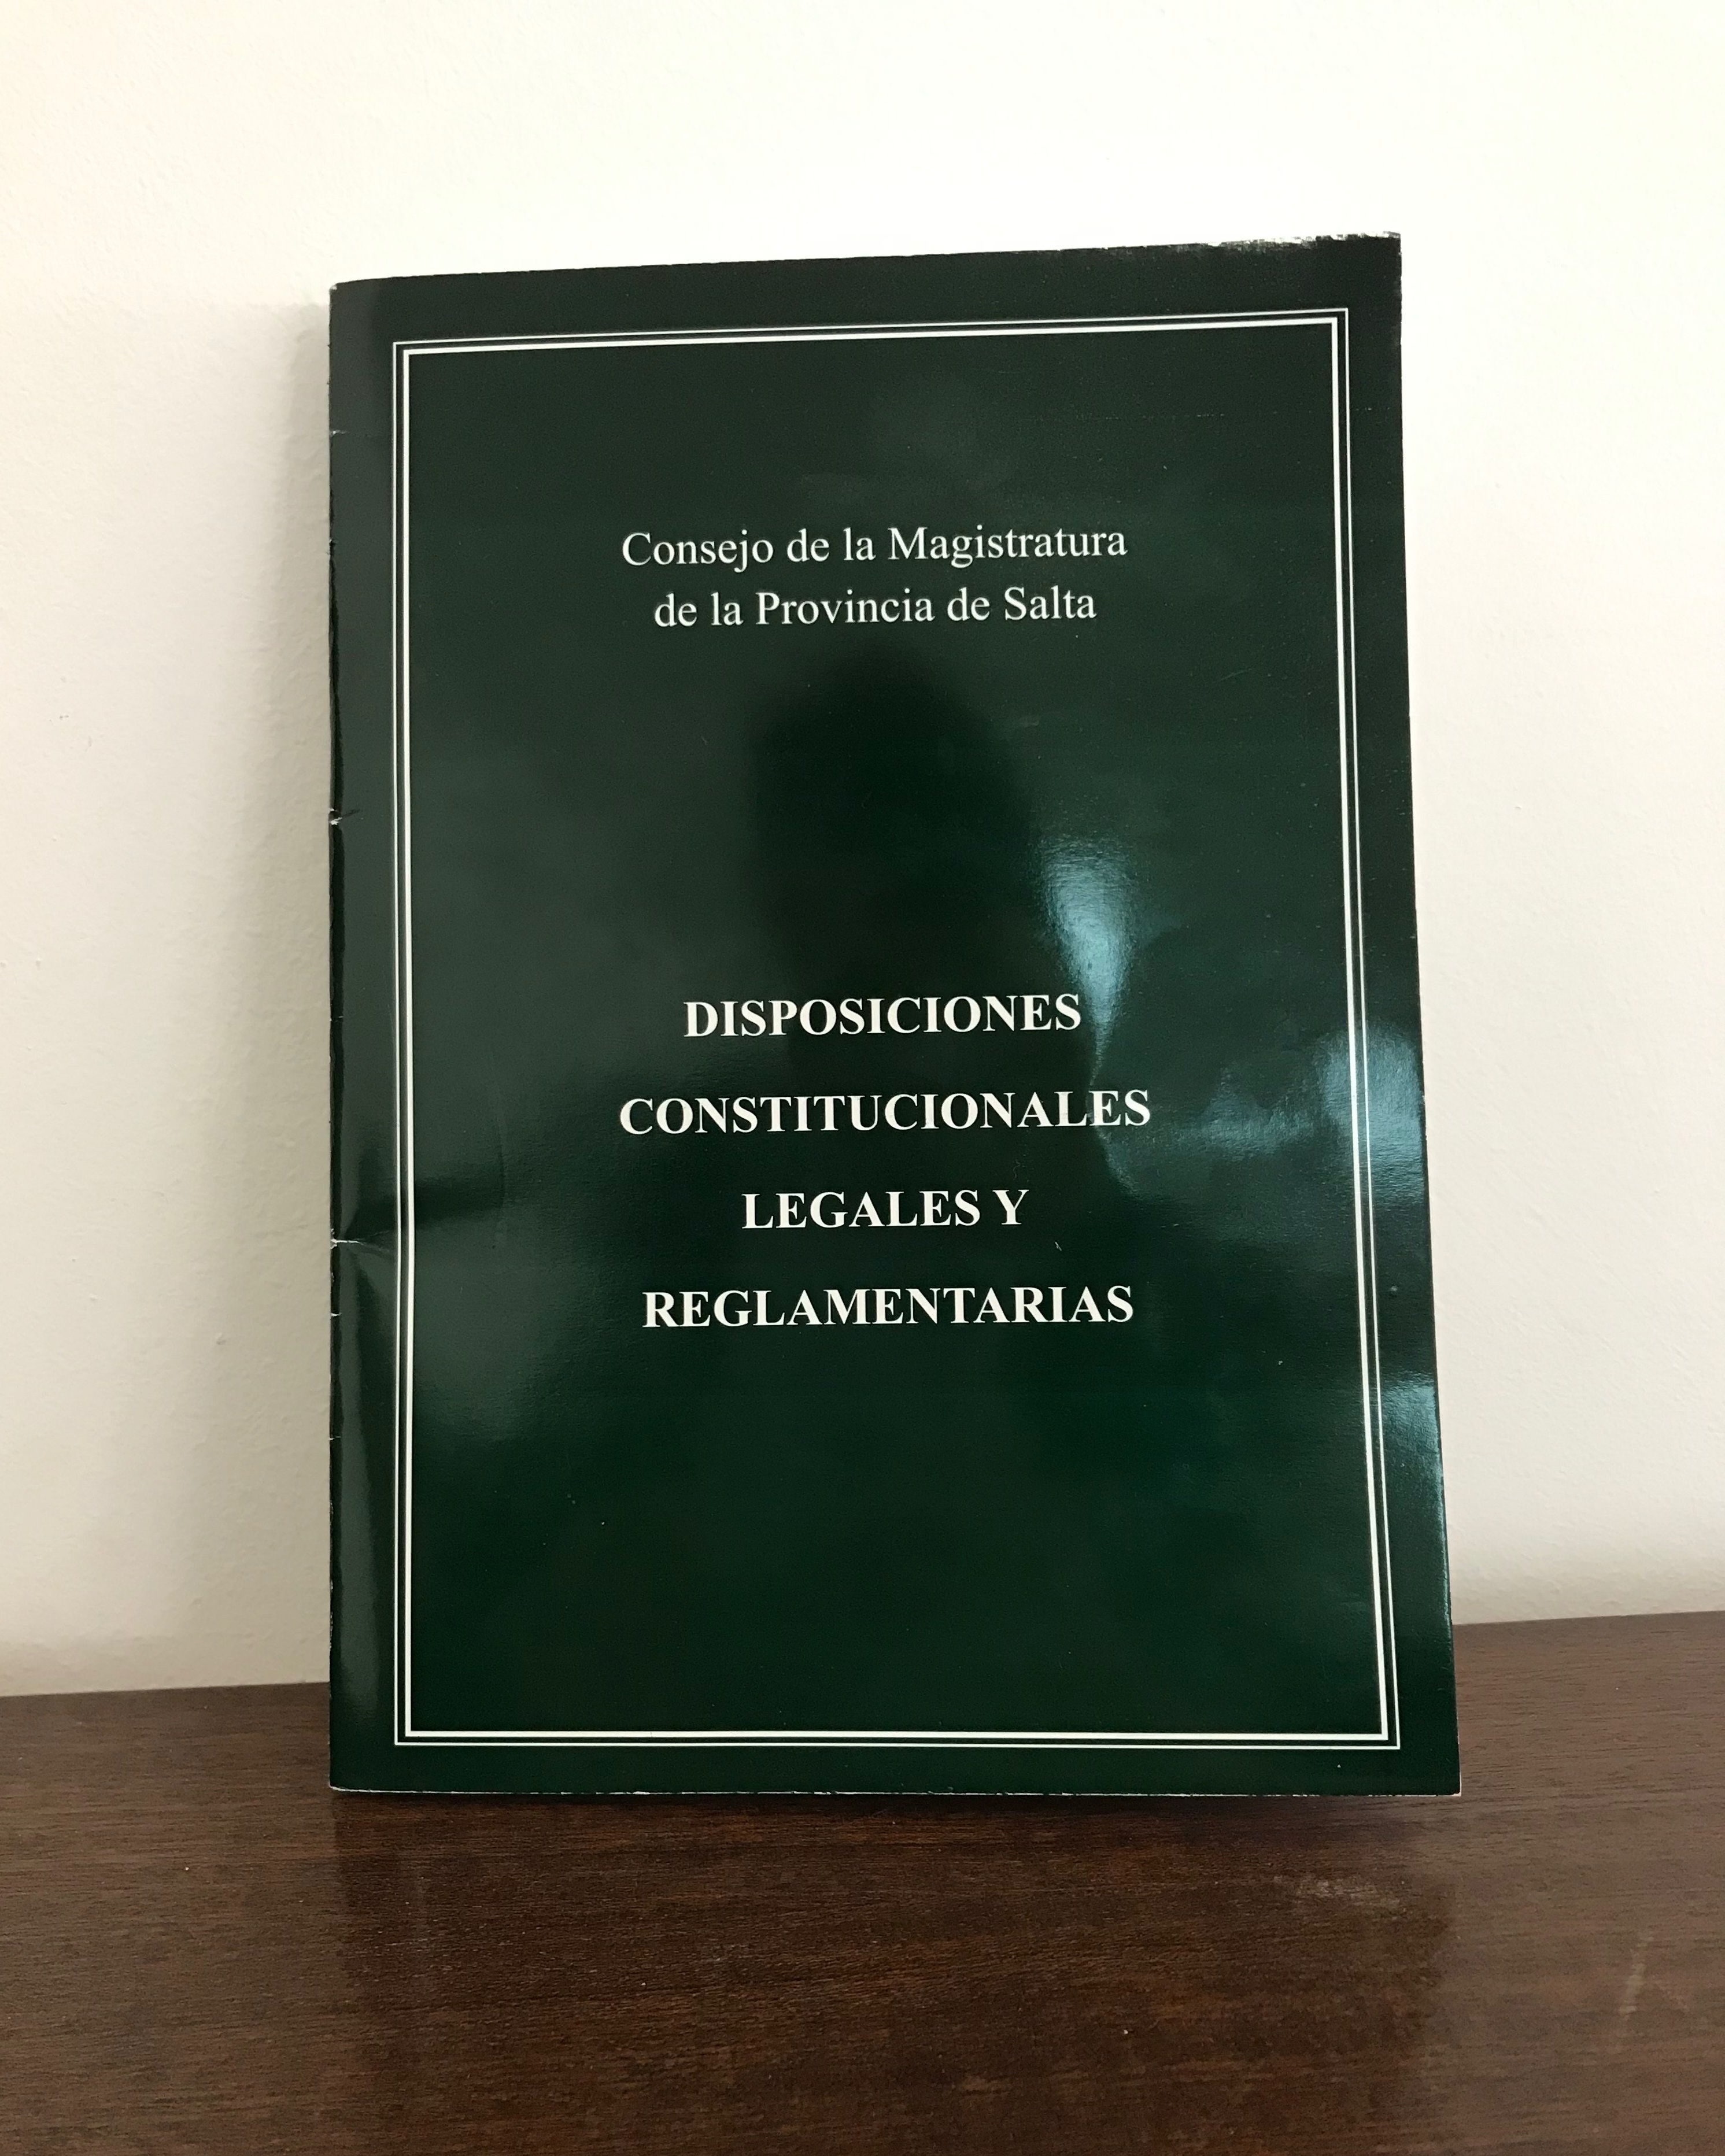 Consejo de la Magistratura
de la Provincia de Salta
DISPOSICIONES
CONSTITUCIONALES
LEGALES Y
REGLAMENTARIAS